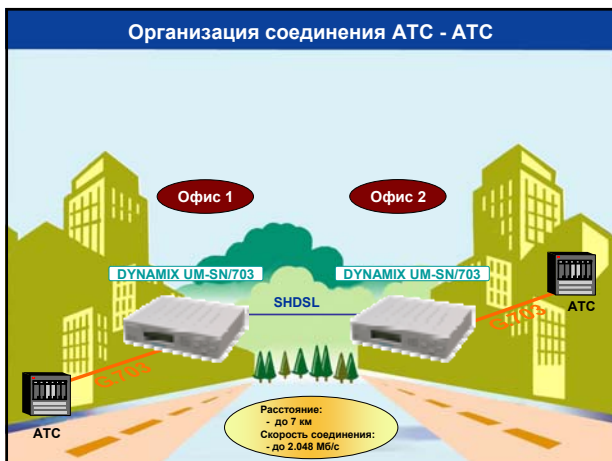 Организация соединения АТС - АТС
Офис 1
Офис 2
DYNAMIX UM-SN/703
DYNAMIX UM-SN/703
SHDSL
АТС
G.703
G.703
АТС
Расстояние:
- до 7 км
Скорость соединения:
- до 2.048 Мб/с